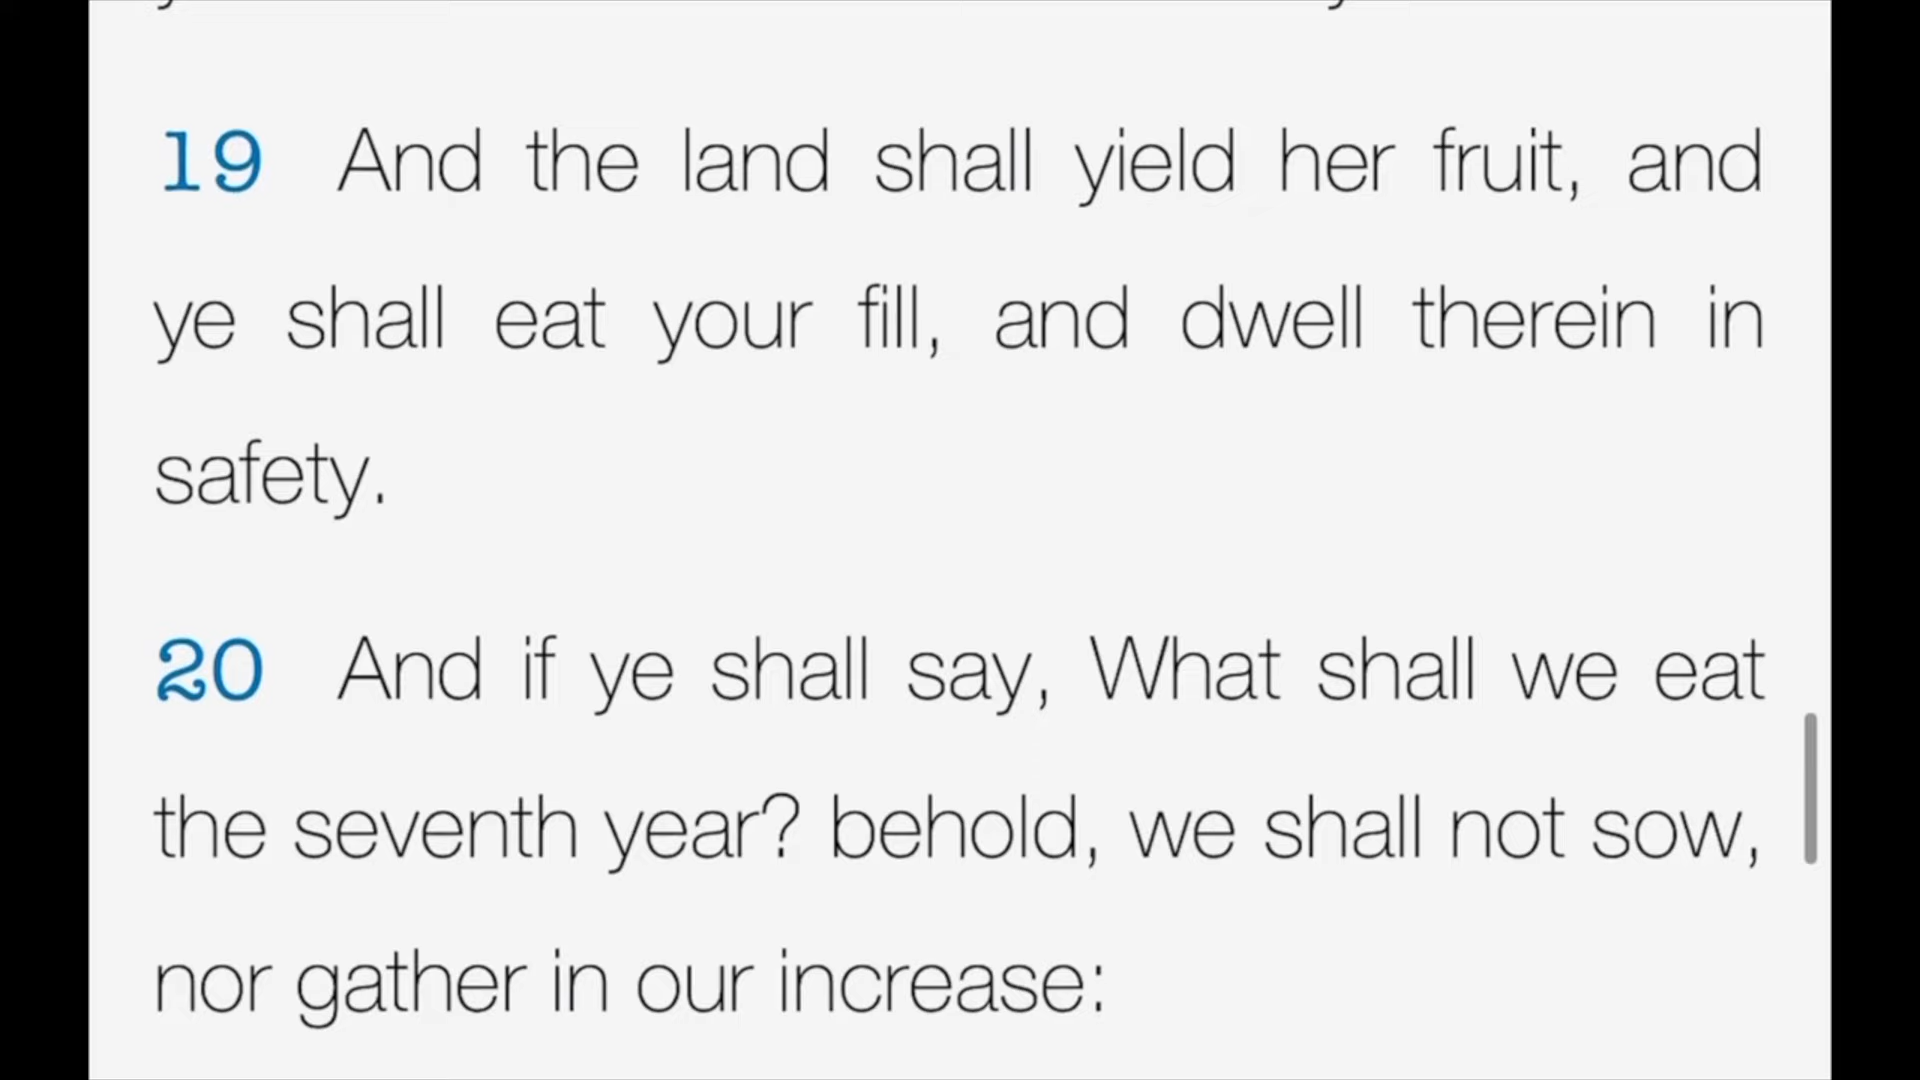 19 And the land shall yield her fruit, and
ye shall eat your fill, and dwell therein in
safety.
20 And if ye shall say, What shall we eat
the seventh year? behold, we shall not sow,
nor gather in our increase: